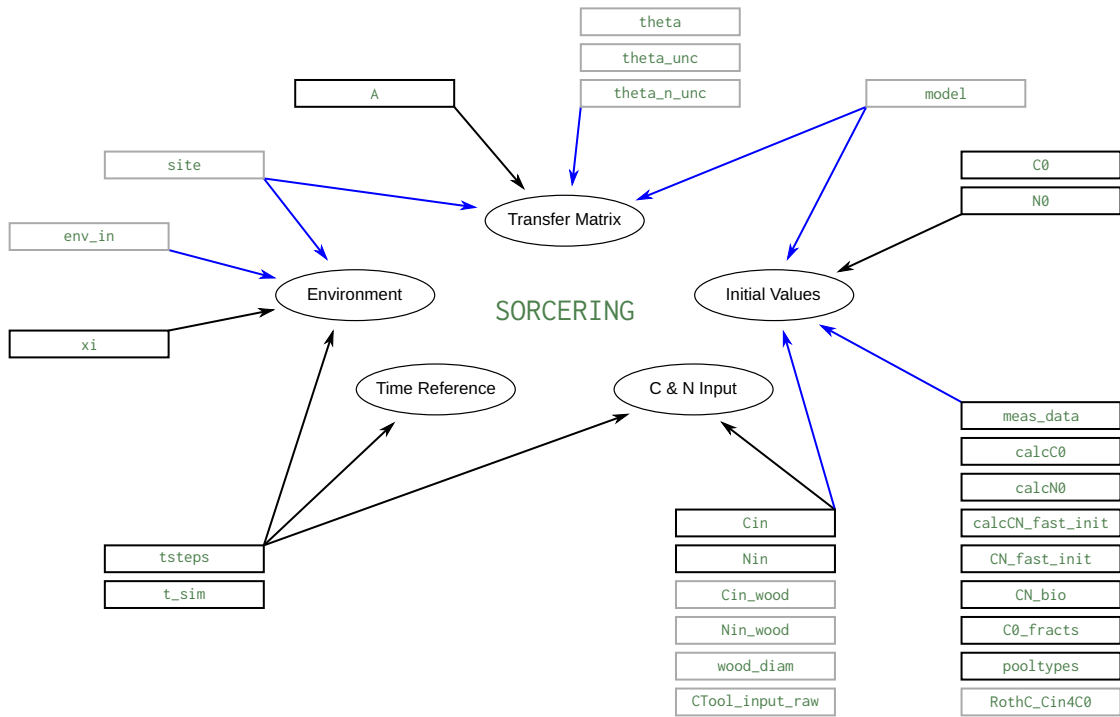 theta
theta_unc
theta_n_unc
A
model
site
C0
N0
Transfer Matrix
env_in
Environment
SORCERING
Initial Values
xi
Time Reference
C & N Input
meas_data
calcC0
calcN0
calcCN_fast_init
CN_fast_init
CN_bio
C0_fracts
pooltypes
RothC_Cin4C0
Cin
Nin
Cin_wood
Nin_wood
wood_diam
CTool_input_raw
tsteps
t_sim